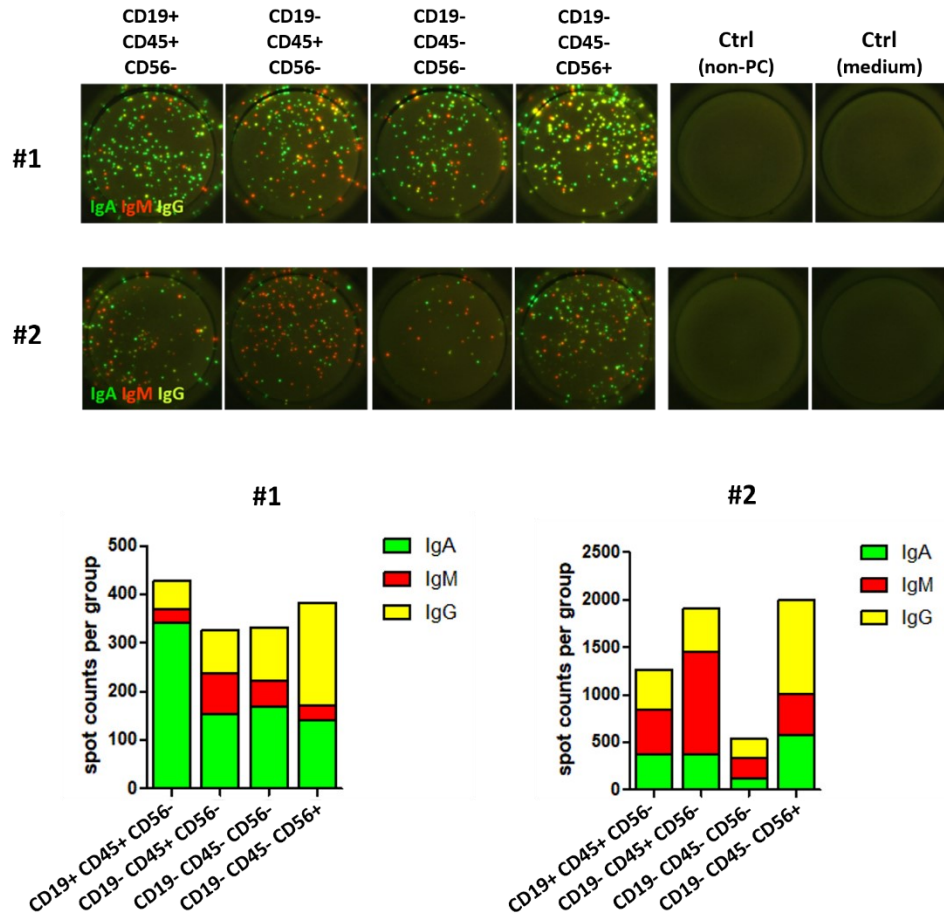 CD19+
CD45+
CD56-
CD19-
CD45+
CD56-
CD19-
CD45-
CD56-
CD19-
CD45-
CD56+
Ctrl
(non-PC)
Ctrl
(medium)
#1
IgA IgM IgG
#2
IgA IgM IgG
#1
spot counts per group
500
400
300
200
100
0
IgA
IgM
IgG
CD19+ CD45+ CD56-
CD19- CD45+ CD56-
CD19- CD45- CD56-
CD19- CD45- CD56+
#2
spot counts per group
2500
2000
1500
1000
500
0
IgA
IgM
IgG
CD19+ CD45+ CD56-
CD19- CD45+ CD56-
CD19- CD45- CD56-
CD19- CD45- CD56+